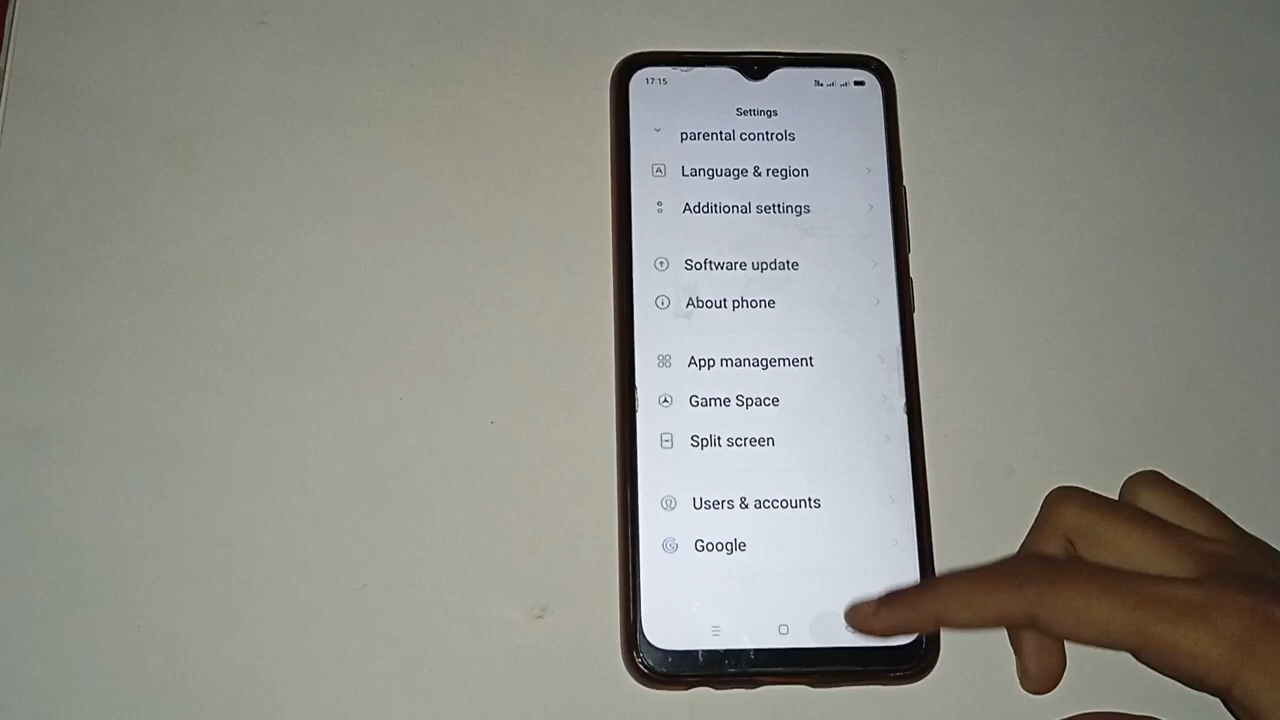 17:15
Settings
parental controls
Language & region
Additional settings
Software update
About phone
App management
Game Space
Split screen
Users & accounts
Google